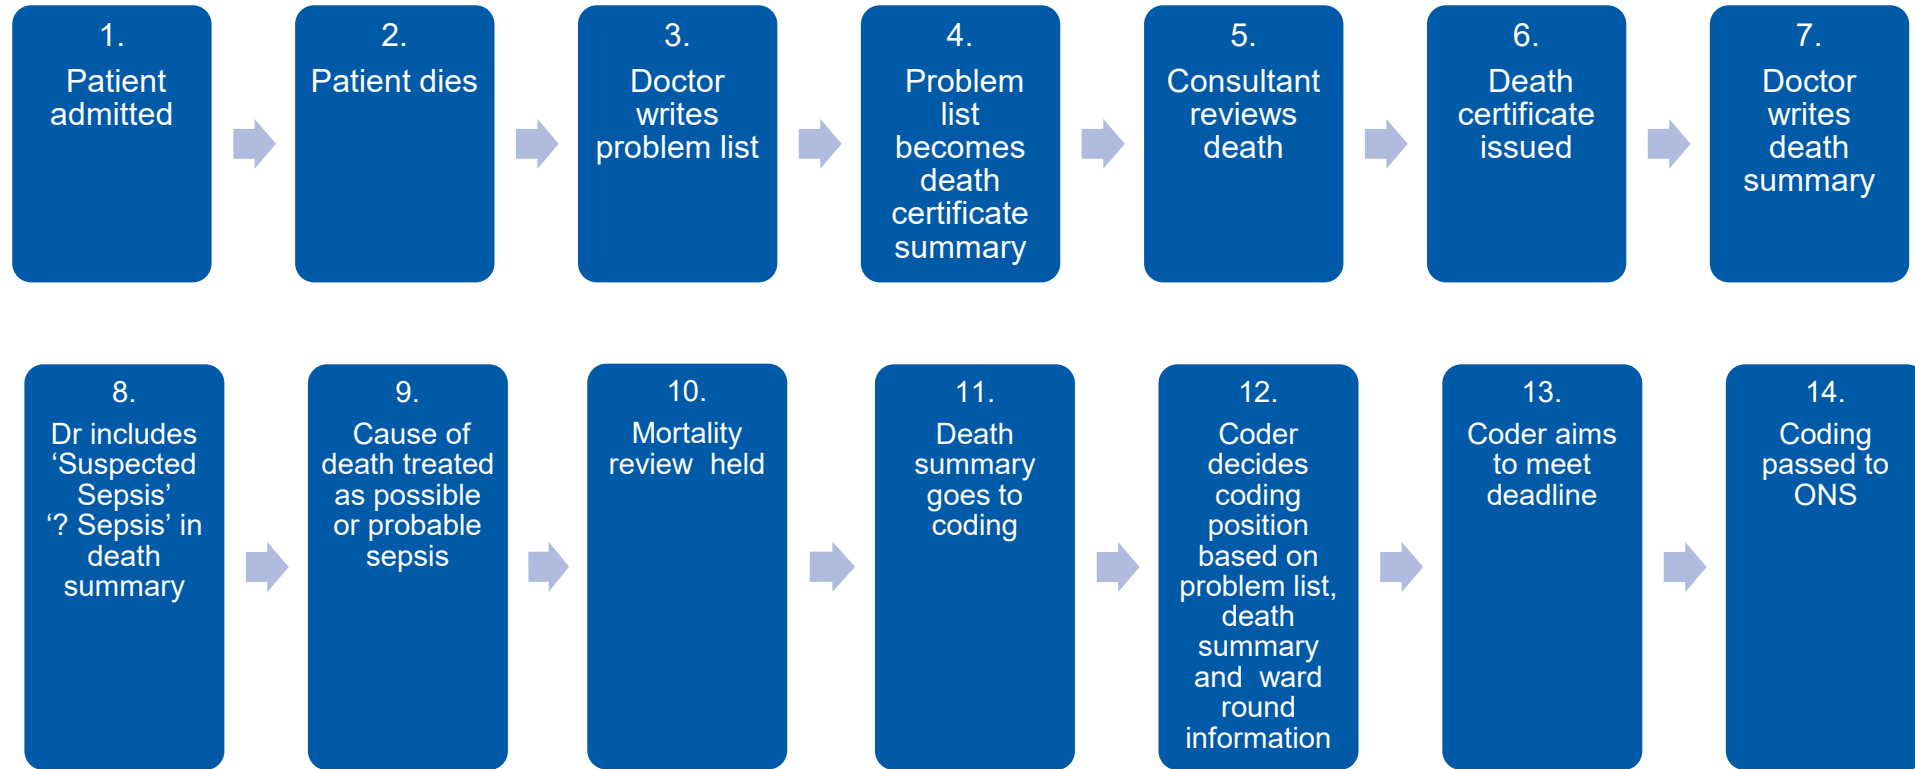 1.
Patient
admitted
2.
Patient dies
3.
Doctor
writes
problem list
4.
Problem
list
becomes
death
certificate
summary
5.
Consultant
reviews
death
6.
Death
certificate
issued
7.
Doctor
writes
death
summary
8.
Dr includes
‘Suspected
Sepsis’
‘? Sepsis’ in
death
summary
9.
Cause of
death treated
as possible
or probable
sepsis
10.
Mortality
review held
11.
Death
summary
goes to
coding
12.
Coder
decides
coding
position
based on
problem list,
death
summary
and ward
round
information
13.
Coder aims
to meet
deadline
14.
Coding
passed to
ONS